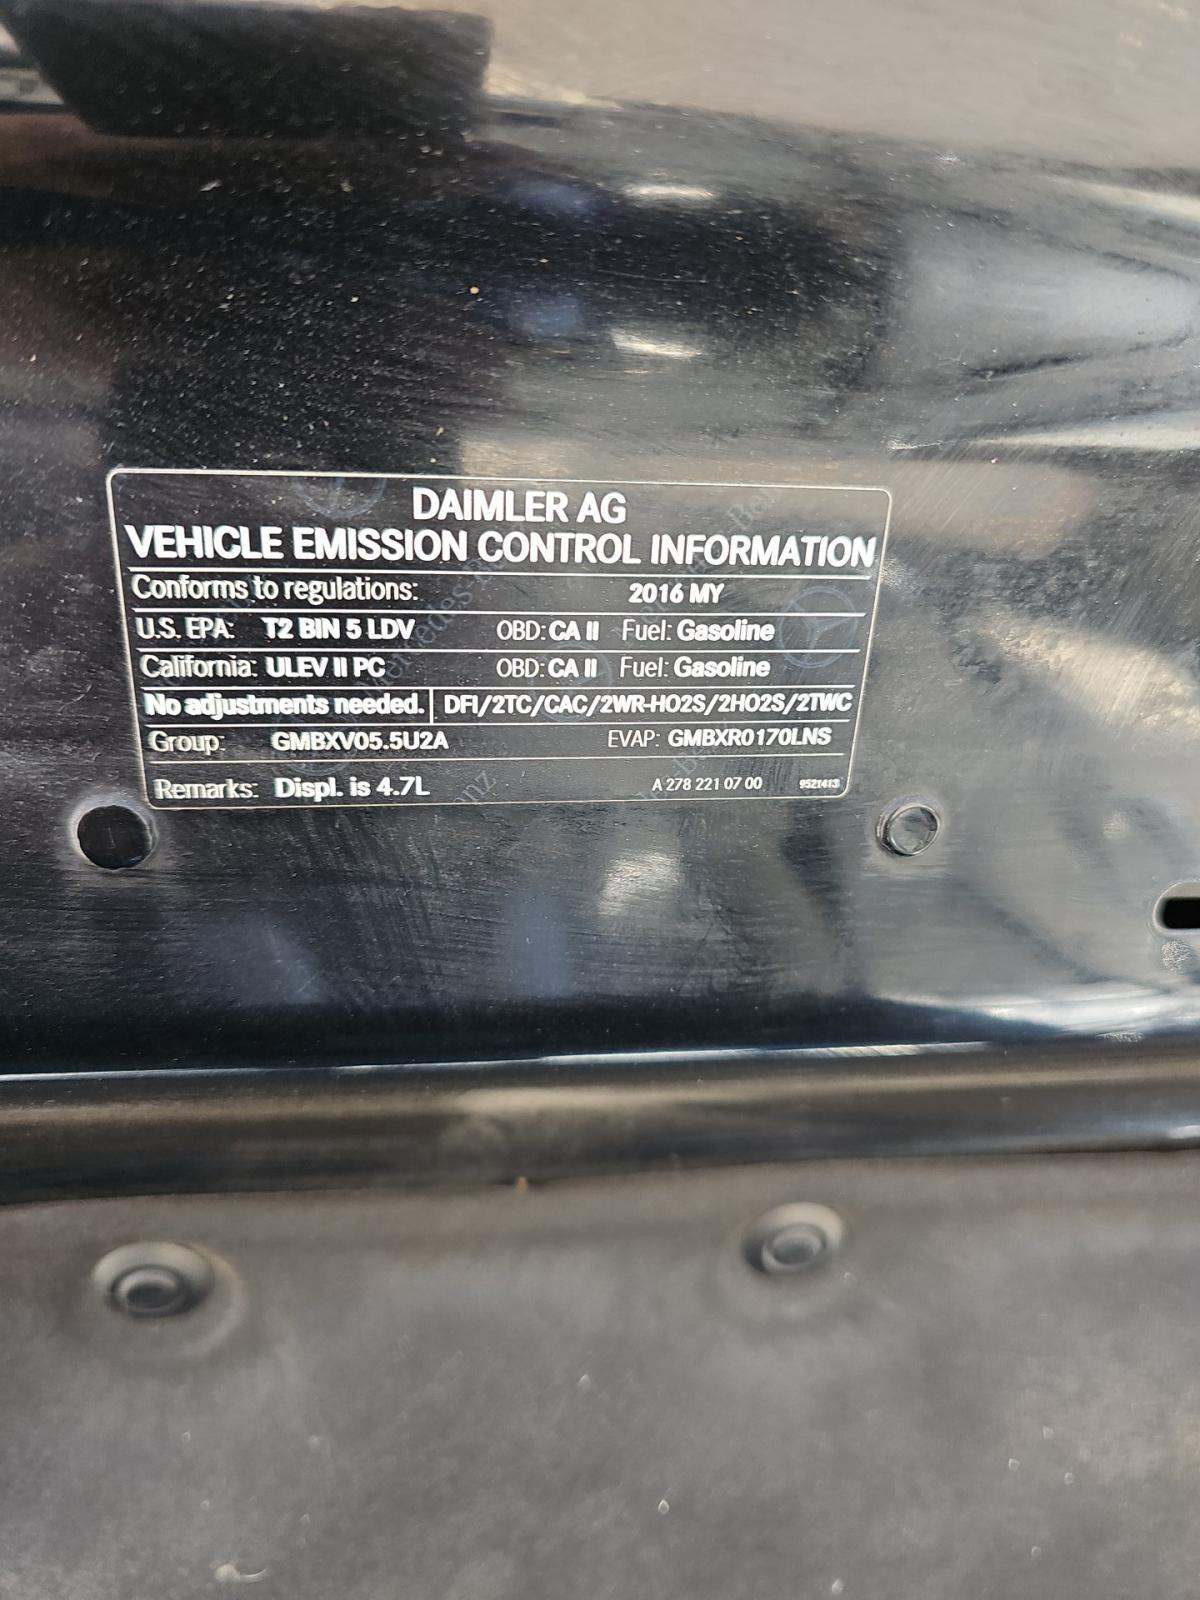 DAIMLER AG
VEHICLE EMISSION CONTROL INFORMATION
Conforms to regulations: 2016 MY
U.S. EPA: T2 BIN 5 LDV OBD: CA II Fuel: Gasoline
California: ULEV II PC OBD: CA II Fuel: Gasoline
No adjustments needed. DFI/2TC/CAC/2WR-HO2S/2HO2S/2TWC
Group: GMBXV05.5U2A EVAP: GMBXR0170LNS
Remarks: Displ. is 4.7L A 278 221 07 00 9521413